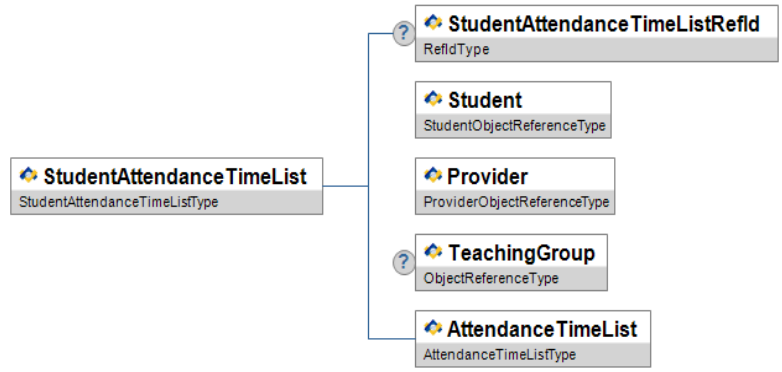 StudentAttendanceTimeListRefId
RefIdType
Student
StudentObjectReferenceType
StudentAttendanceTimeList
StudentAttendanceTimeListType
Provider
ProviderObjectReferenceType
TeachingGroup
ObjectReferenceType
AttendanceTimeList
AttendanceTimeListType
?
?